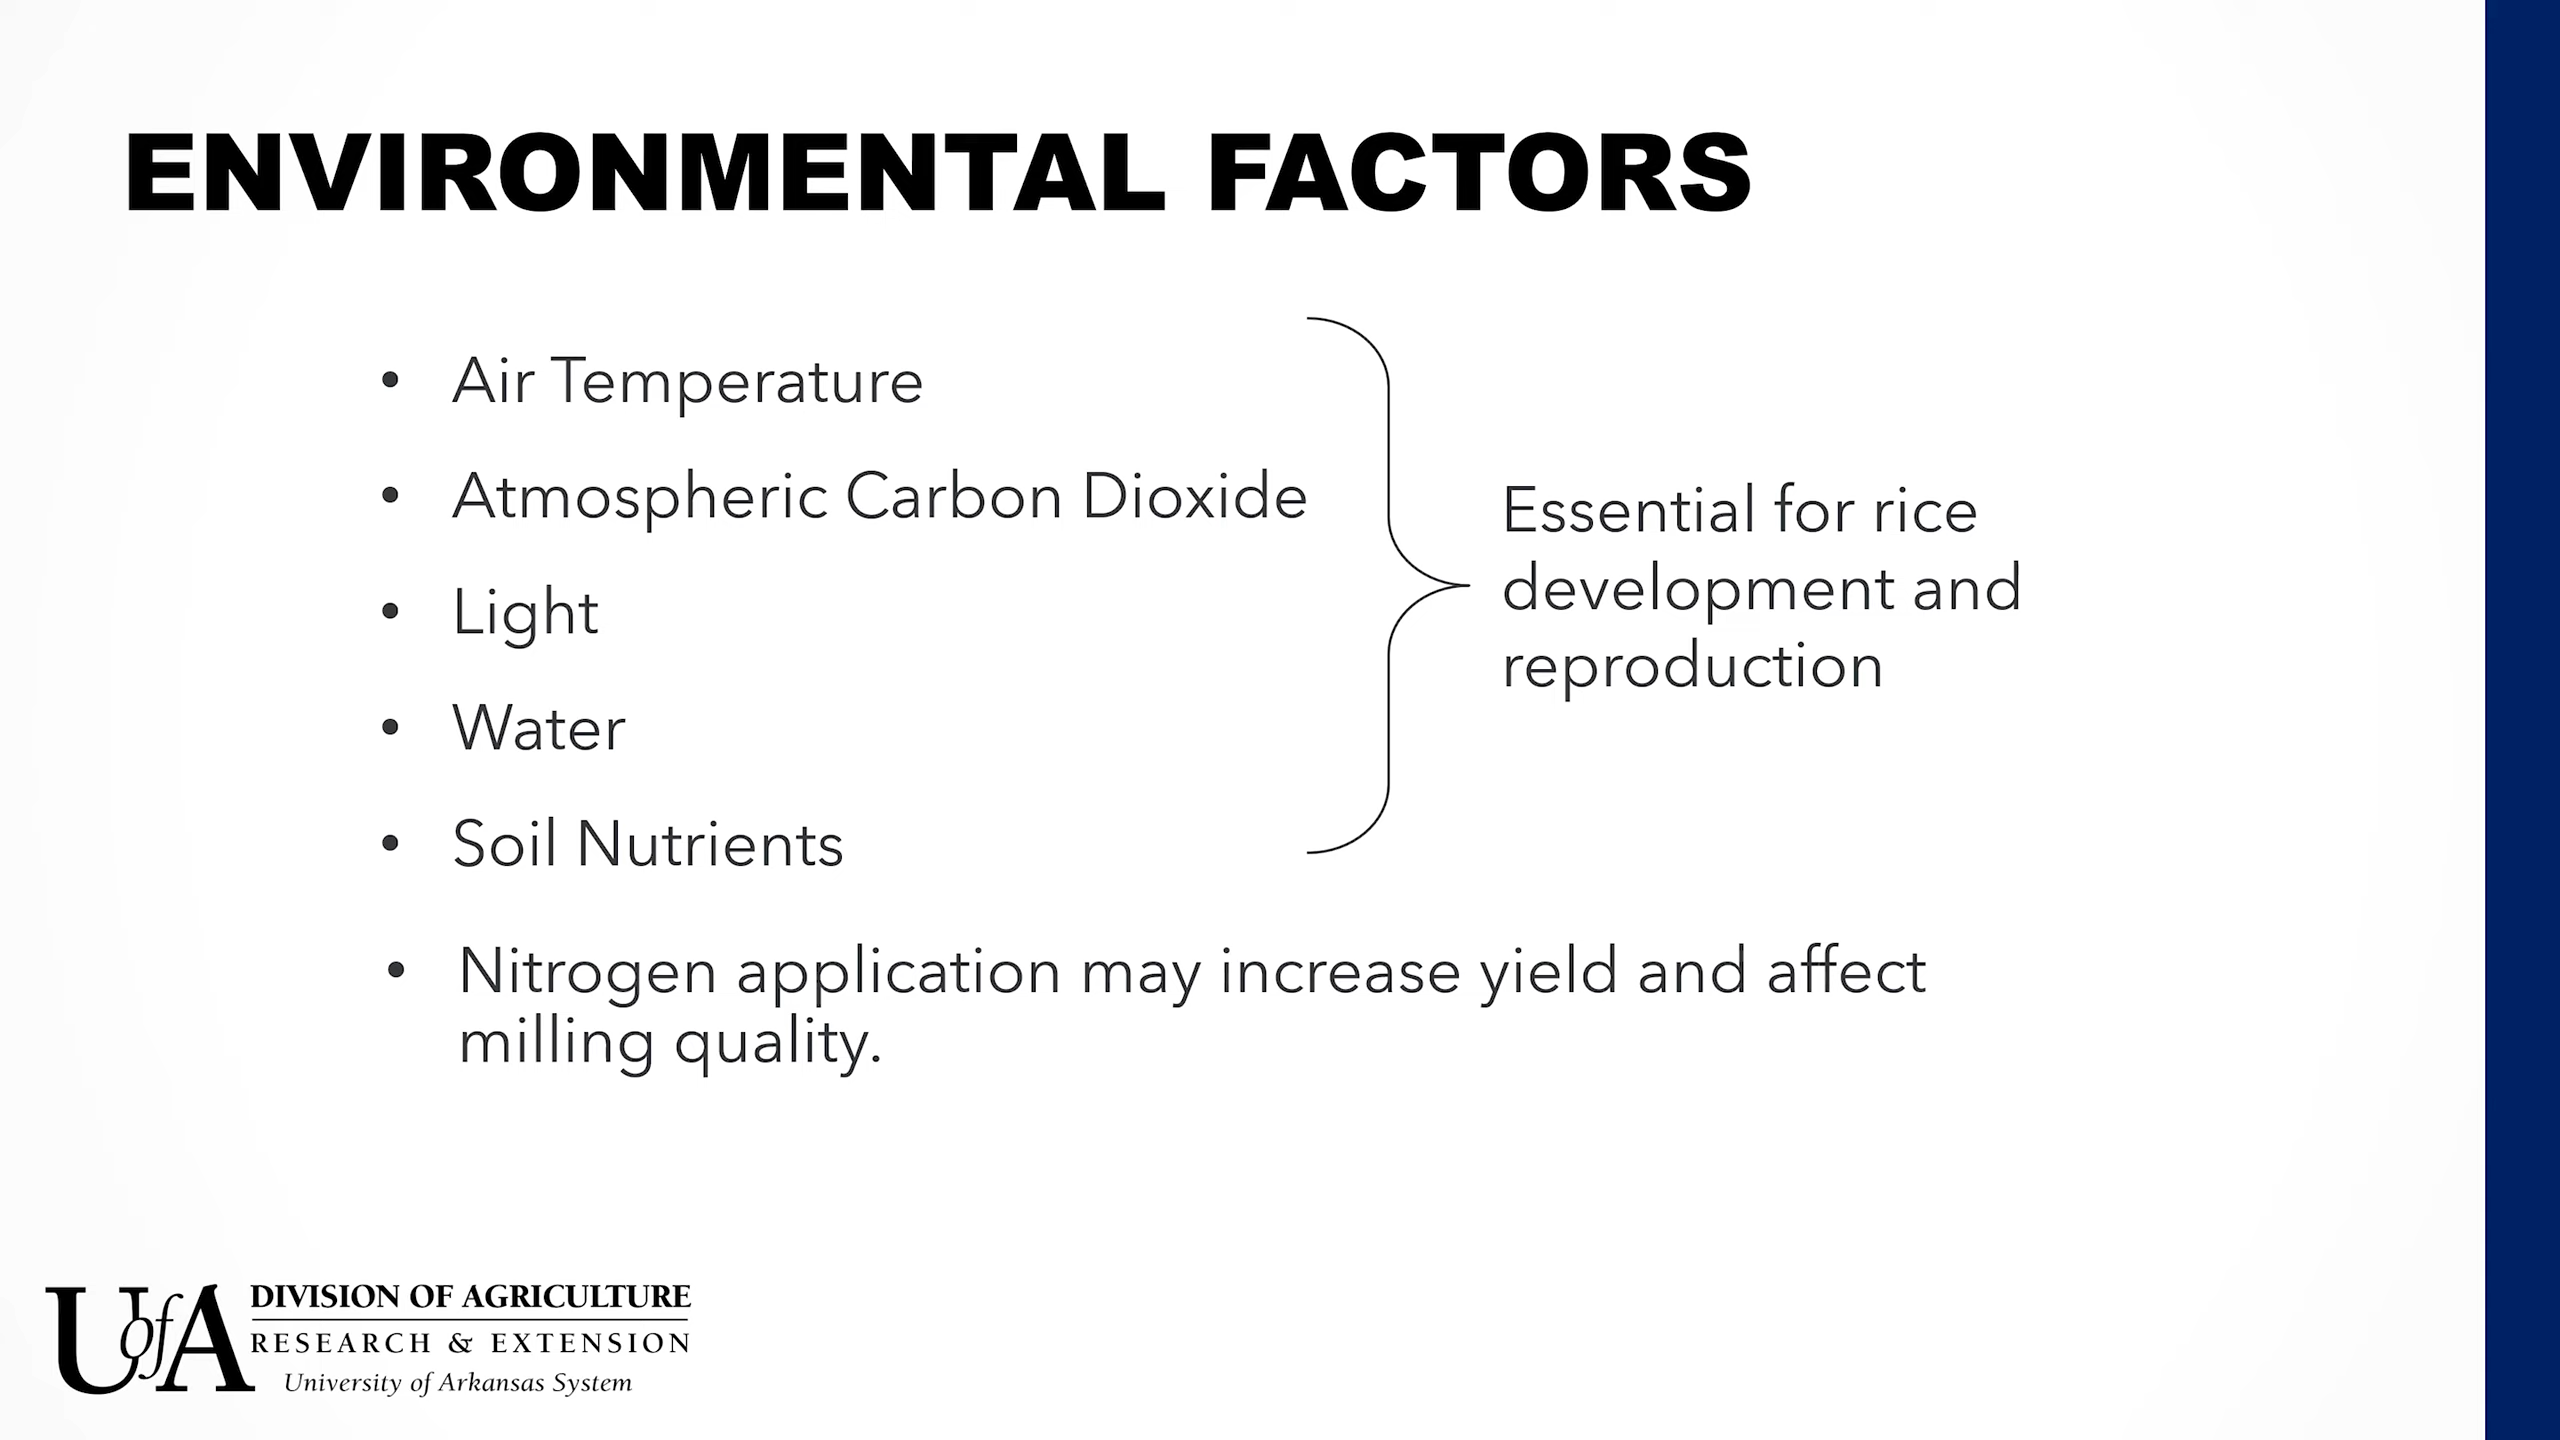 ENVIRONMENTAL FACTORS
• Air Temperature
• Atmospheric Carbon Dioxide
• Light
• Water
• Soil Nutrients
Essential for rice
development and
reproduction
• Nitrogen application may increase yield and affect
milling quality.
UofA
DIVISION OF AGRICULTURE
RESEARCH & EXTENSION
University of Arkansas System